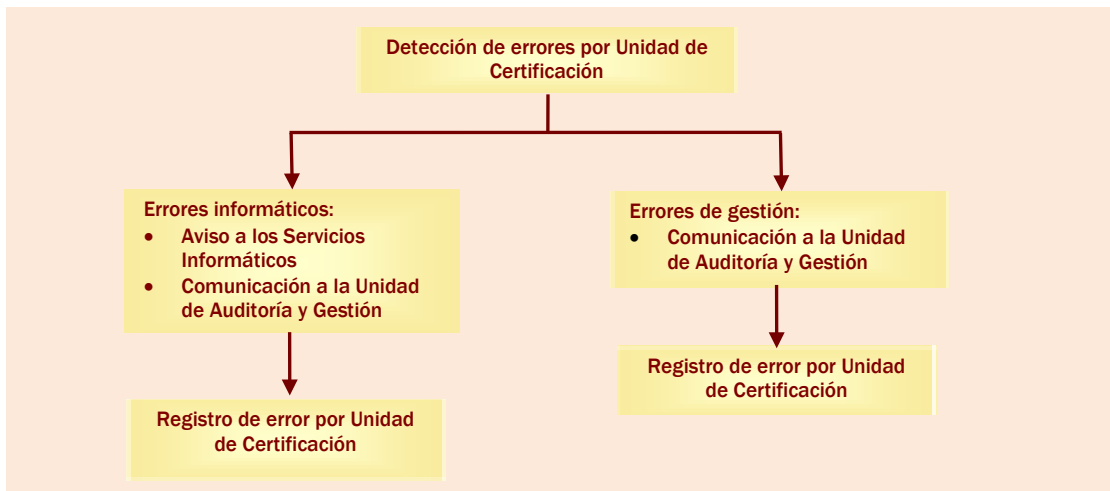 Detección de errores por Unidad de
Certificación
Errores informáticos:
• Aviso a los Servicios
Informáticos
• Comunicación a la Unidad
de Auditoría y Gestión
Registro de error por Unidad
de Certificación
Errores de gestión:
• Comunicación a la Unidad
de Auditoría y Gestión
Registro de error por Unidad
de Certificación